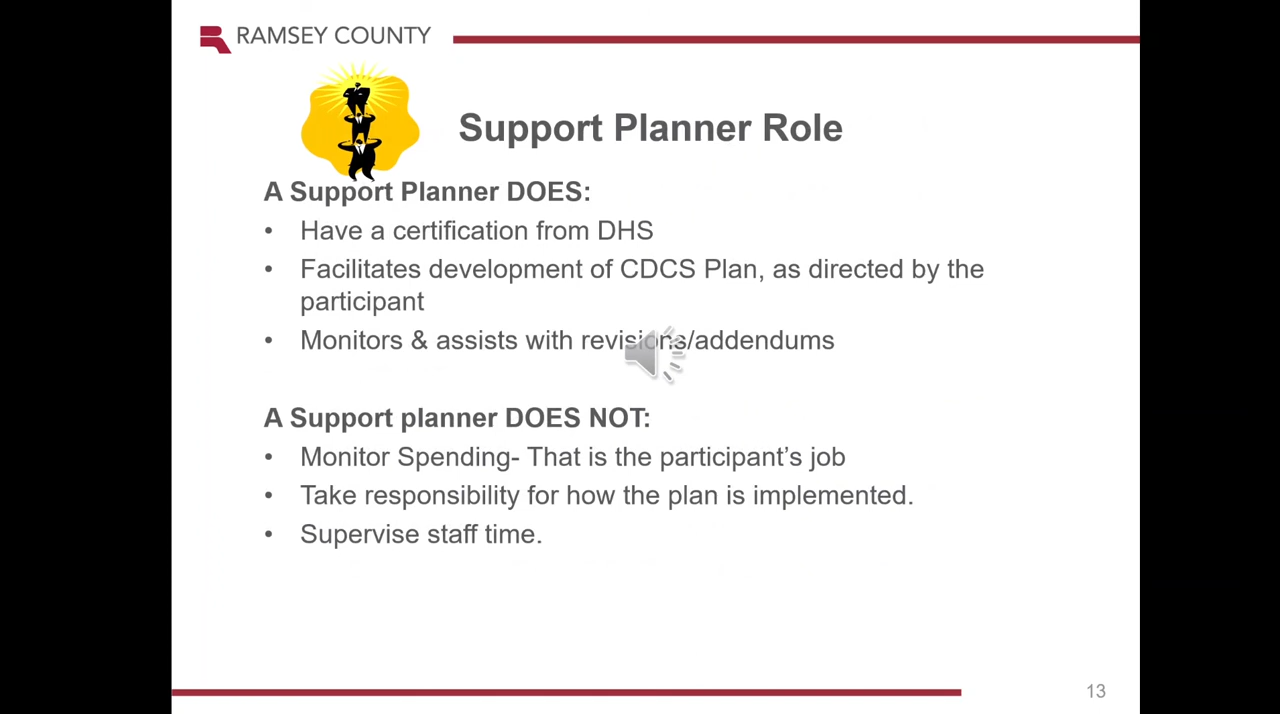 RAMSEY COUNTY
Support Planner Role
A Support Planner DOES:
• Have a certification from DHS
• Facilitates development of CDCS Plan, as directed by the
participant
• Monitors & assists with revisions/addendums
A Support planner DOES NOT:
• Monitor Spending- That is the participant’s job
• Take responsibility for how the plan is implemented.
• Supervise staff time.
13